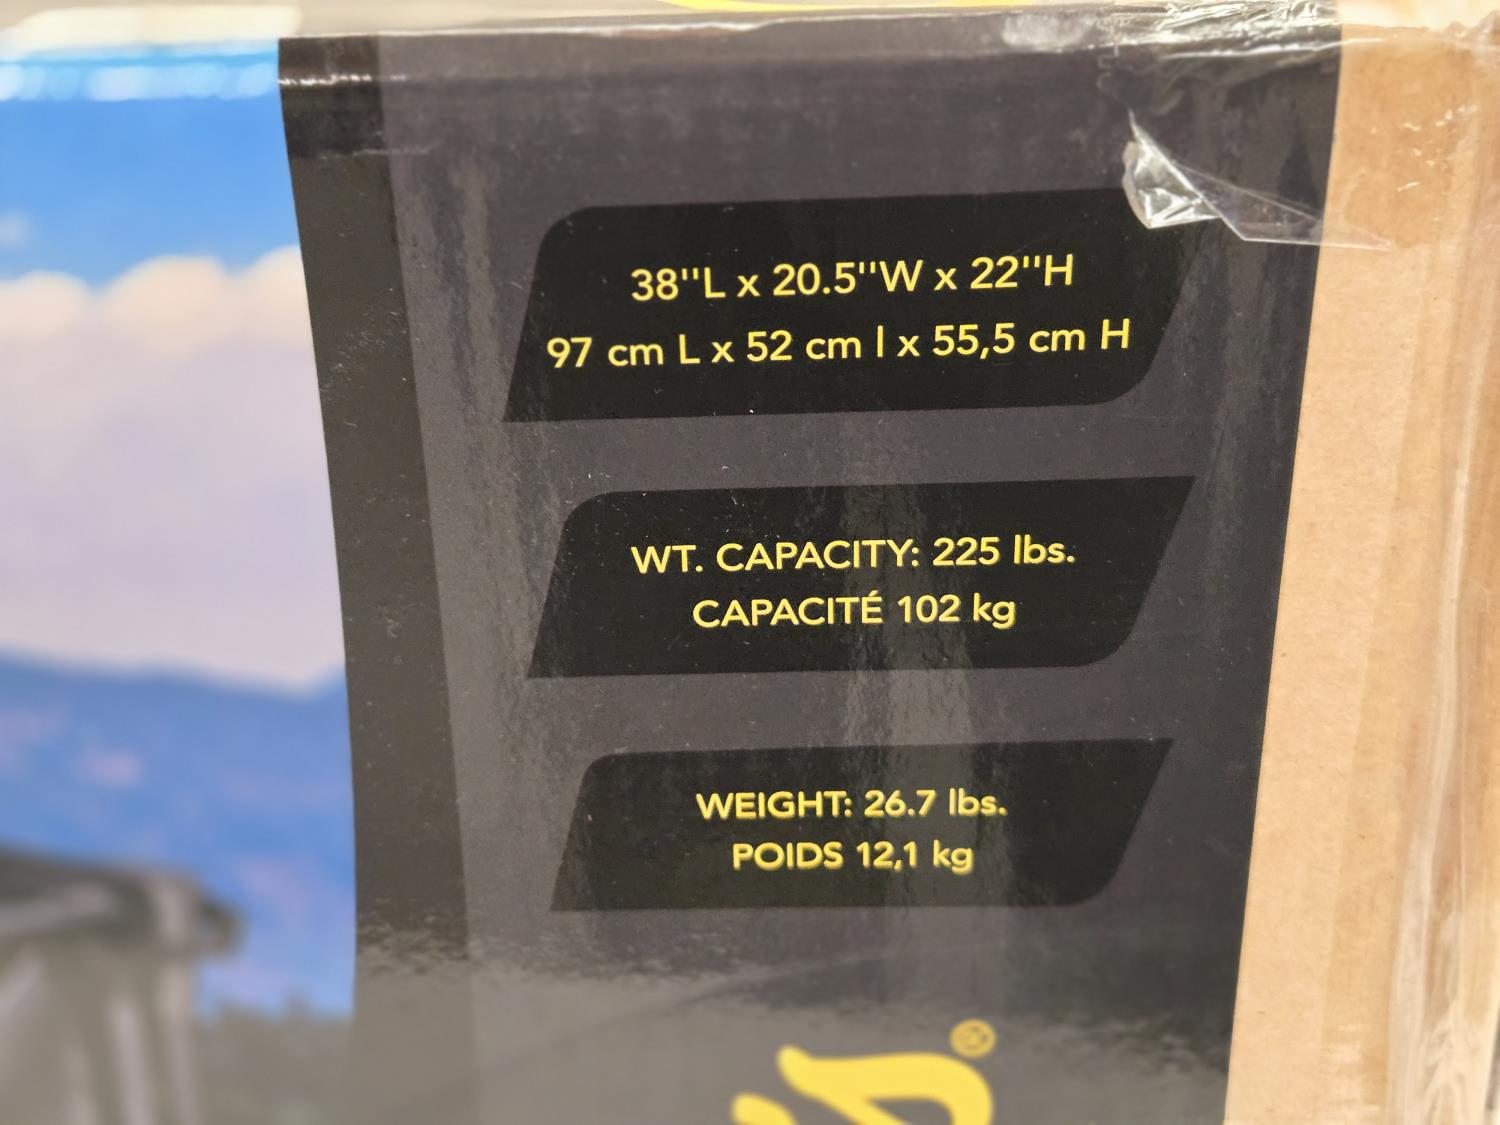 38''L x 20.5''W x 22''H
97 cm L x 52 cm l x 55,5 cm H
WT. CAPACITY: 225 lbs.
CAPACITÉ 102 kg
WEIGHT: 26.7 lbs.
POIDS 12,1 kg